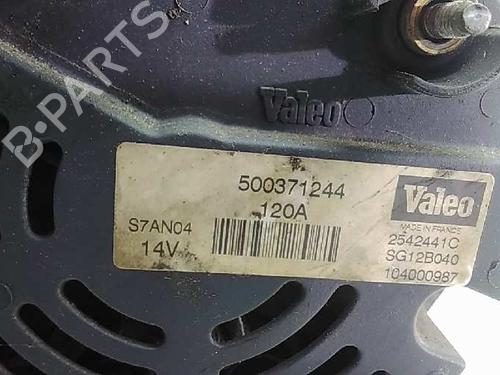 Valeo
500371244
120A
S7AN04
14V
Valeo
MADE IN FRANCE
2542441C
SG12B040
104000987
B-PARTS